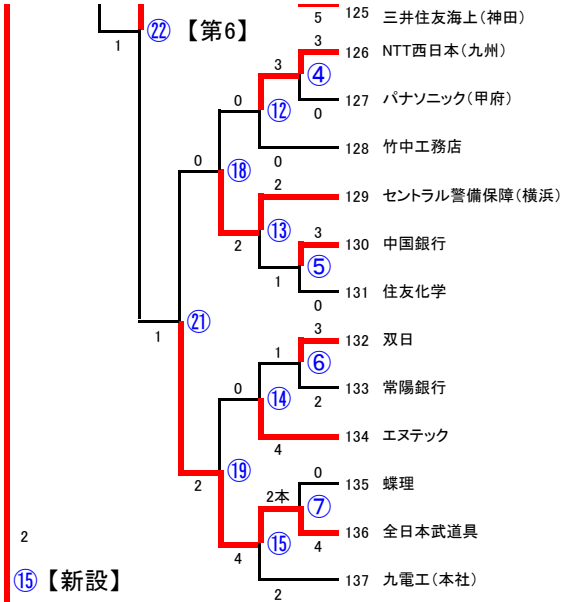 5 125 三井住友海上(神田)
㉒ 【第6】 3 126 NTT西日本(九州)
1
3 ④
0 127 パナソニック(甲府)
0 ⑫
0 128 竹中工務店
0 ⑱
2 129 セントラル警備保障(横浜)
2 ⑬ 3 130 中国銀行
1 ⑤
0 131 住友化学
1 ㉑
3 132 双日
1 ⑥
2 133 常陽銀行
0 ⑭
4 134 エヌテック
2 ⑲
0 135 蝶理
2本 ⑦
4 136 全日本武道具
4 ⑮
2 137 九電工(本社)
2
⑮【新設】